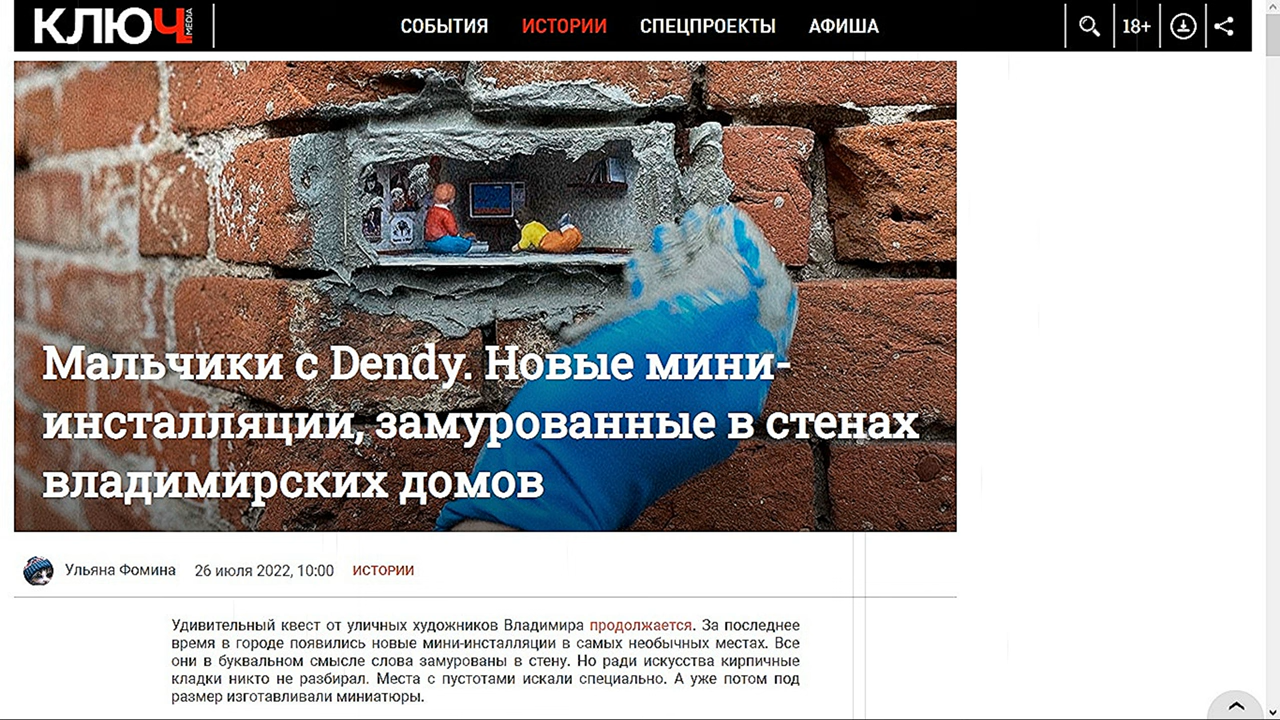 КЛЮЧ MEDIA
СОБЫТИЯ ИСТОРИИ СПЕЦПРОЕКТЫ АФИША
18+
Мальчики с Dendy. Новые мини-
инсталляции, замурованные в стенах
владимирских домов
Ульяна Фомина 26 июля 2022, 10:00 ИСТОРИИ
Удивительный квест от уличных художников Владимира продолжается. За последнее
время в городе появились новые мини-инсталляции в самых необычных местах. Все
они в буквальном смысле слова замурованы в стену. Но ради искусства кирпичные
кладки никто не разбирал. Места с пустотами искали специально. А уже потом под
размер изготавливали миниатюры.